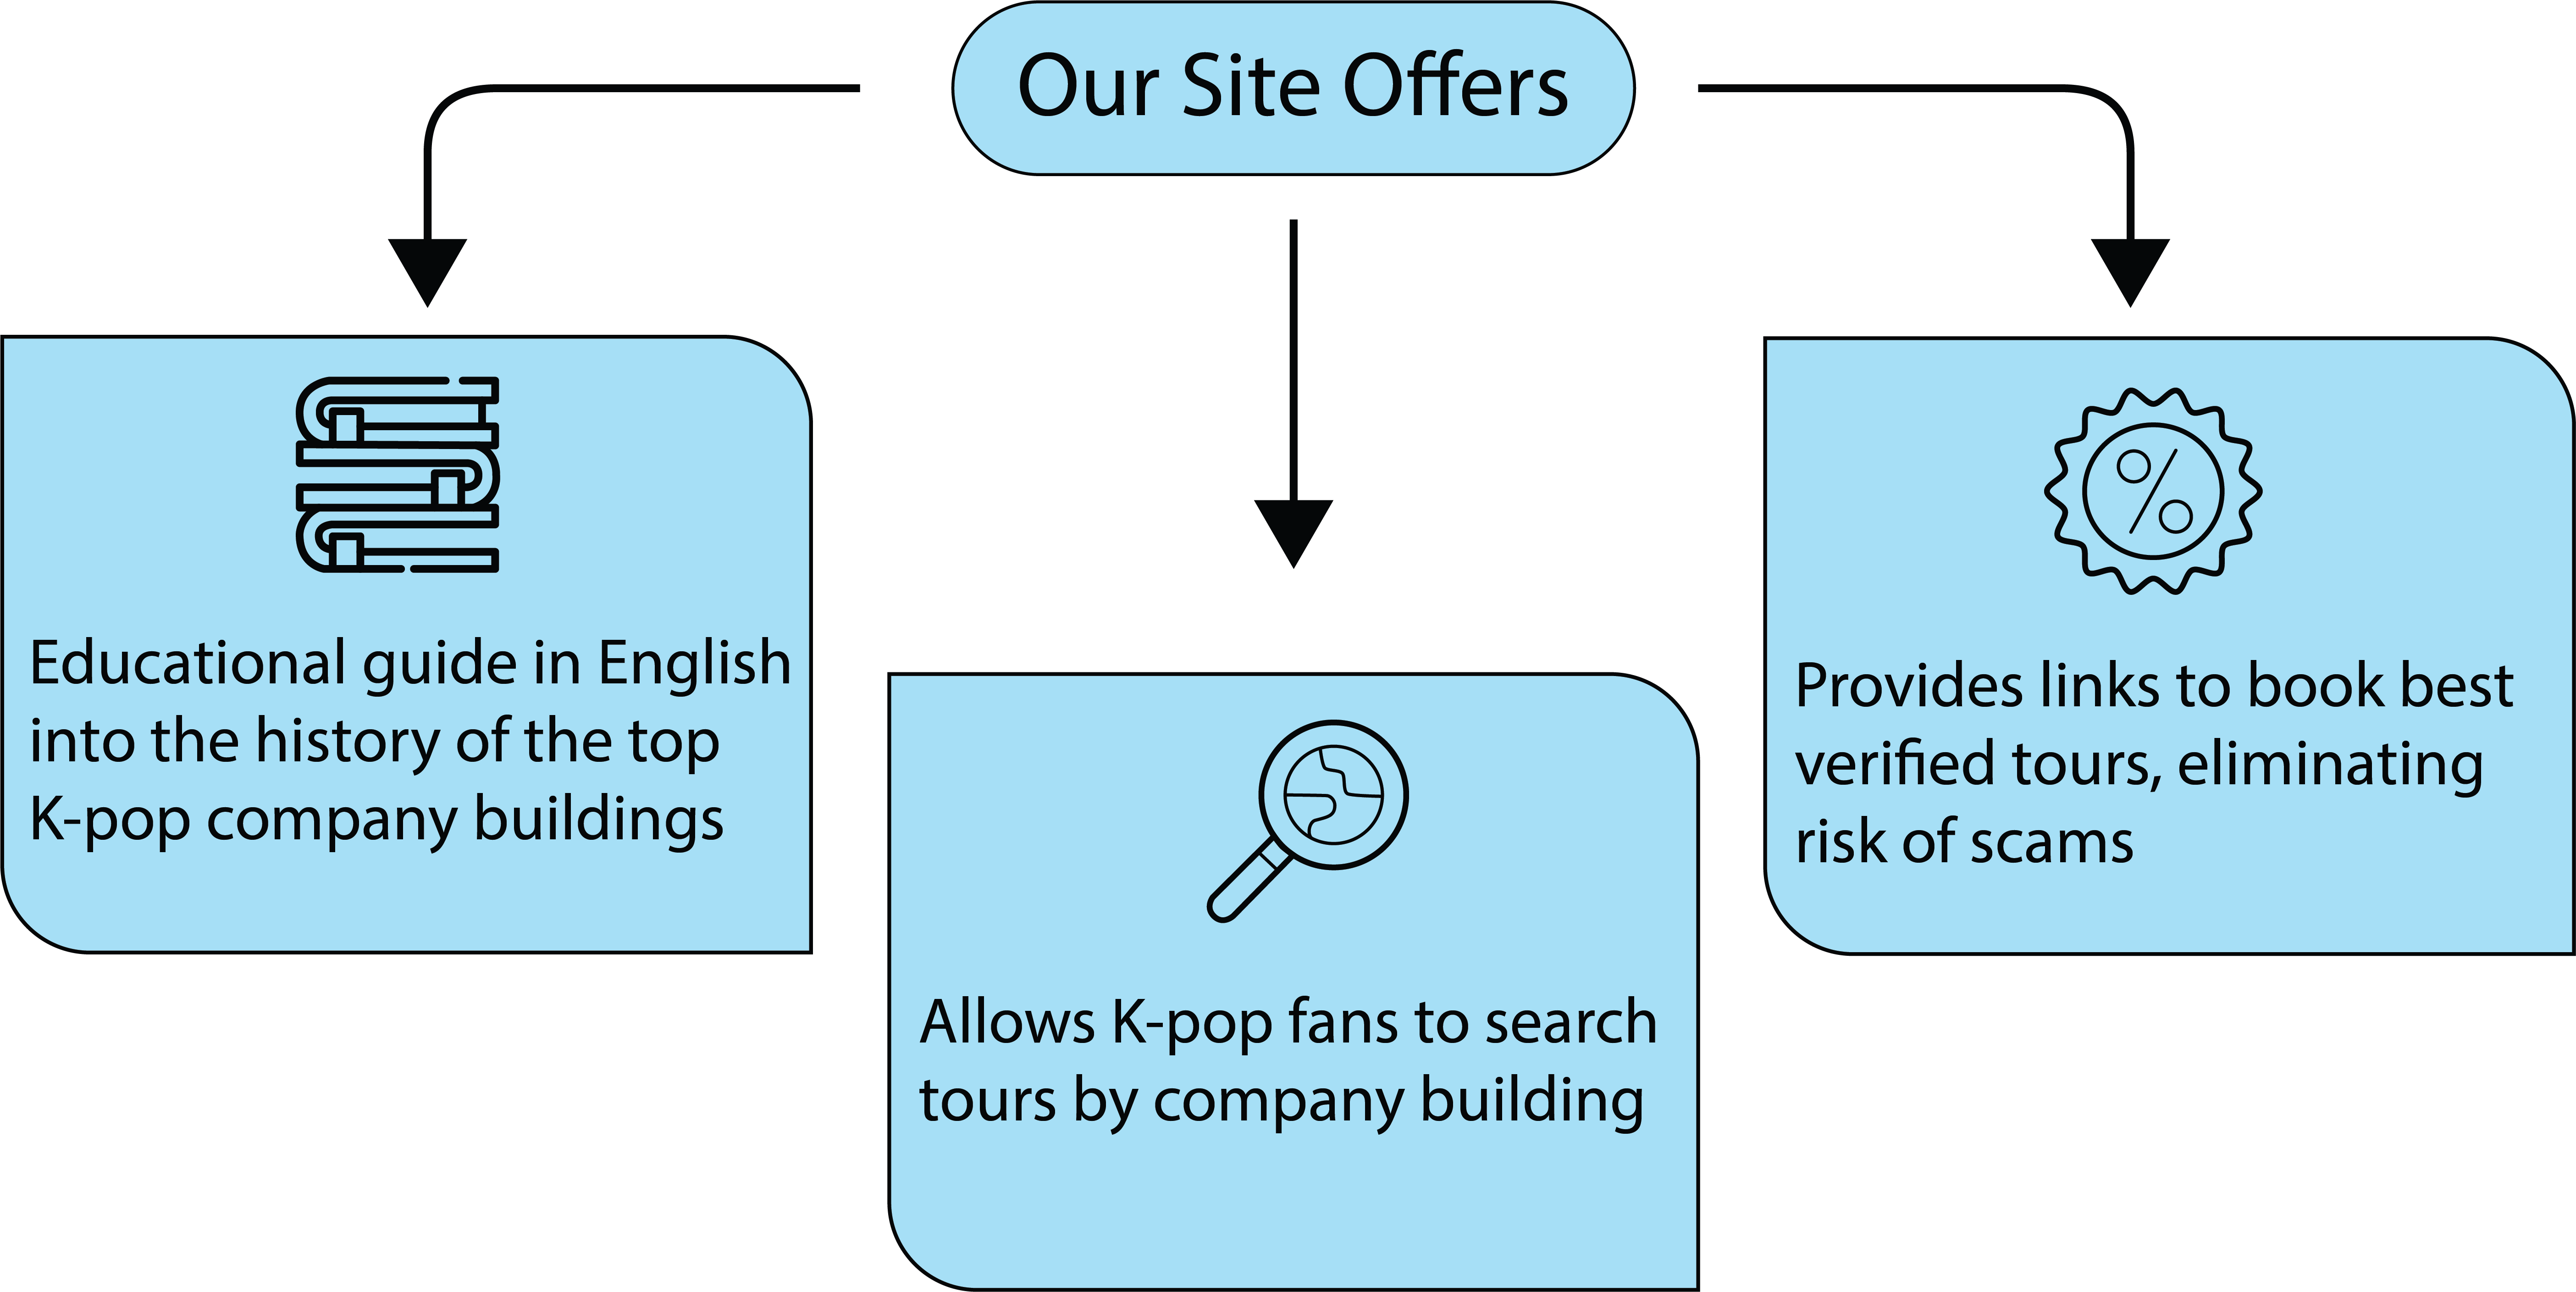 Our Site Offers
Educational guide in English
into the history of the top
K-pop company buildings
Allows K-pop fans to search
tours by company building
Provides links to book best
verified tours, eliminating
risk of scams